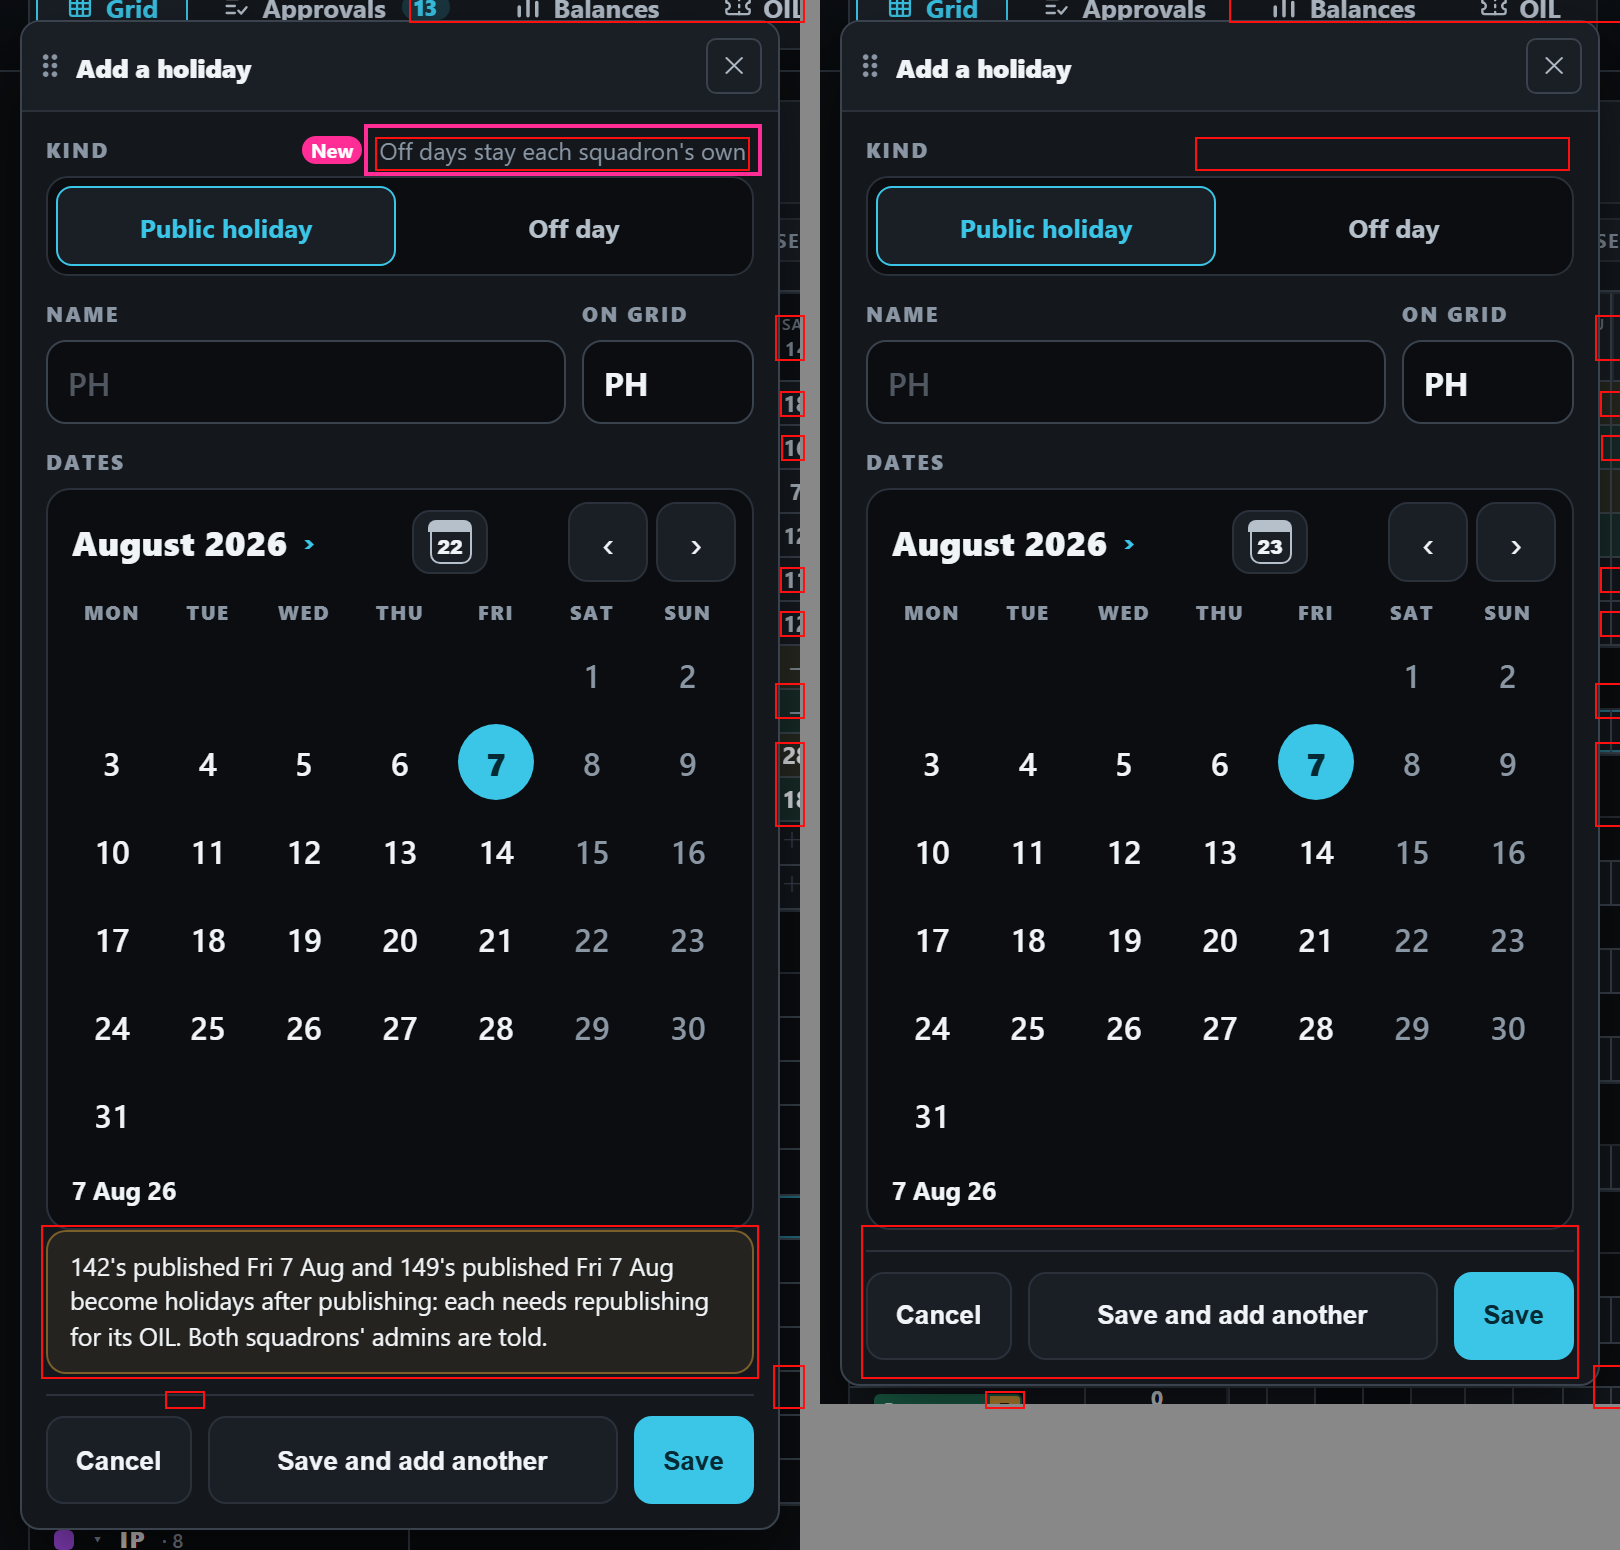 Grid Approvals 13 Balances
Add a holiday
KIND New Off days stay each squadron's own
Public holiday Off day
NAME ON GRID
PH PH
DATES
August 2026 › 22 ‹ ›
MON TUE WED THU FRI SAT SUN
1 2
3 4 5 6 7 8 9
10 11 12 13 14 15 16
17 18 19 20 21 22 23
24 25 26 27 28 29 30
31
7 Aug 26
142's published Fri 7 Aug and 149's published Fri 7 Aug
become holidays after publishing: each needs republishing
for its OIL. Both squadrons' admins are told.
Cancel Save and add another Save
IP · 8
Grid Approvals Balances OIL
Add a holiday
KIND
Public holiday Off day
NAME ON GRID
PH PH
DATES
August 2026 › 23 ‹ ›
MON TUE WED THU FRI SAT SUN
1 2
3 4 5 6 7 8 9
10 11 12 13 14 15 16
17 18 19 20 21 22 23
24 25 26 27 28 29 30
31
7 Aug 26
Cancel Save and add another Save
0